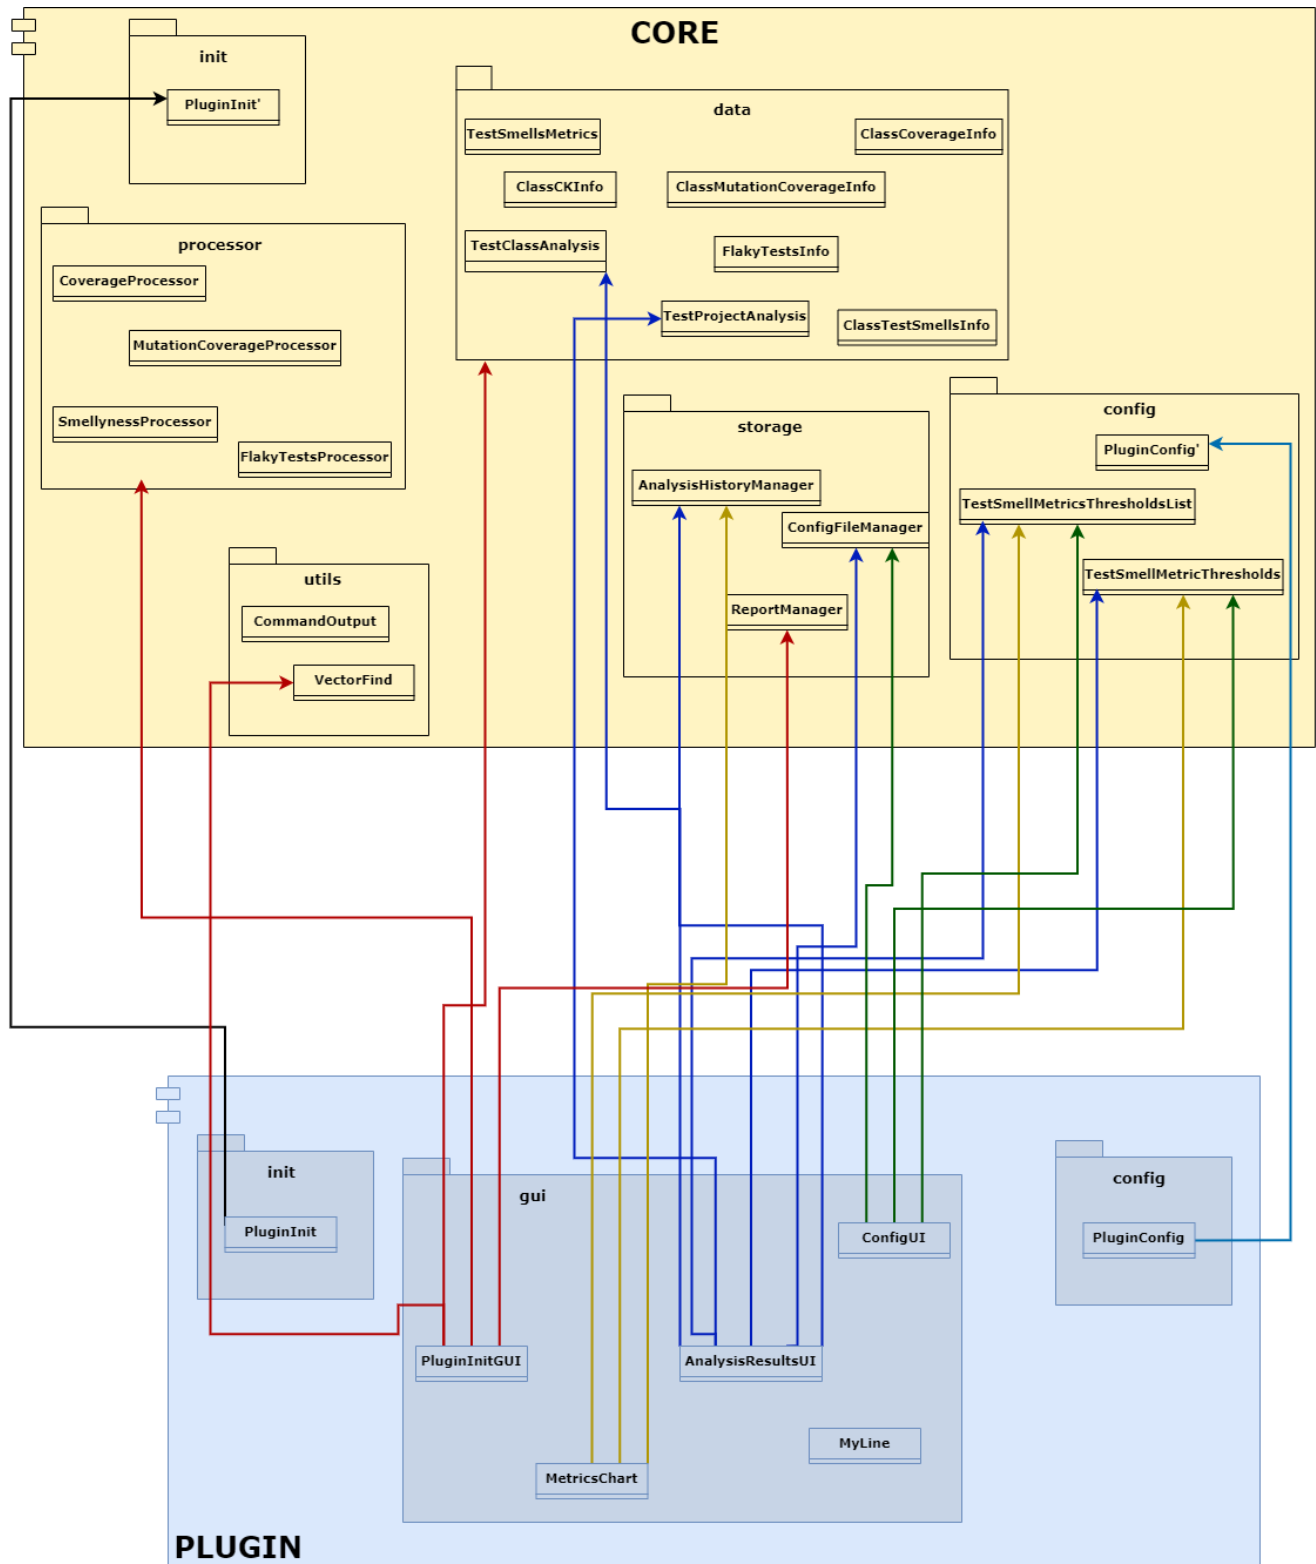 CORE
init
PluginInit'
data
TestSmellsMetrics
ClassCoverageInfo
ClassCKInfo
ClassMutationCoverageInfo
TestClassAnalysis
FlakyTestsInfo
TestProjectAnalysis
ClassTestSmellsInfo
processor
CoverageProcessor
MutationCoverageProcessor
SmellynessProcessor
FlakyTestsProcessor
storage
AnalysisHistoryManager
ConfigFileManager
ReportManager
config
PluginConfig'
TestSmellMetricsThresholdsList
TestSmellMetricThresholds
utils
CommandOutput
VectorFind
init
PluginInit
gui
ConfigUI
PluginInitGUI
AnalysisResultsUI
MyLine
MetricsChart
config
PluginConfig
PLUGIN